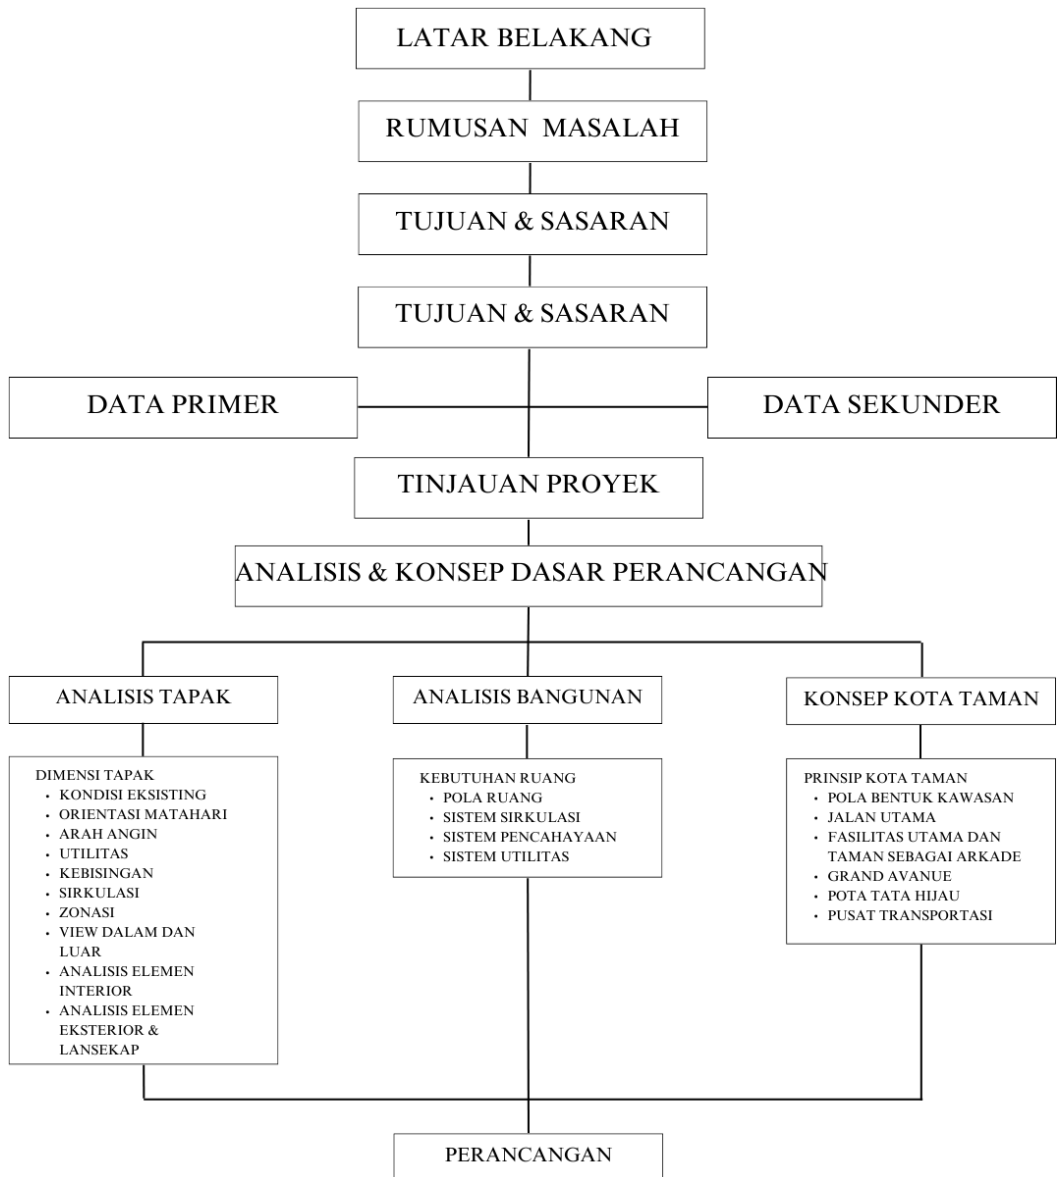 LATAR BELAKANG
RUMUSAN MASALAH
TUJUAN & SASARAN
TUJUAN & SASARAN
DATA PRIMER
DATA SEKUNDER
TINJAUAN PROYEK
ANALISIS & KONSEP DASAR PERANCANGAN
ANALISIS TAPAK
DIMENSI TAPAK
• KONDISI EKSISTING
• ORIENTASI MATAHARI
• ARAH ANGIN
• UTILITAS
• KEBISINGAN
• SIRKULASI
• ZONASI
• VIEW DALAM DAN
LUAR
• ANALISIS ELEMEN
INTERIOR
• ANALISIS ELEMEN
EKSTERIOR &
LANSEKAP
ANALISIS BANGUNAN
KEBUTUHAN RUANG
• POLA RUANG
• SISTEM SIRKULASI
• SISTEM PENCAHAYAAN
• SISTEM UTILITAS
KONSEP KOTA TAMAN
PRINSIP KOTA TAMAN
• POLA BENTUK KAWASAN
• JALAN UTAMA
• FASILITAS UTAMA DAN
TAMAN SEBAGAI ARKADE
• GRAND AVANUE
• POTA TATA HIJAU
• PUSAT TRANSPORTASI
PERANCANGAN